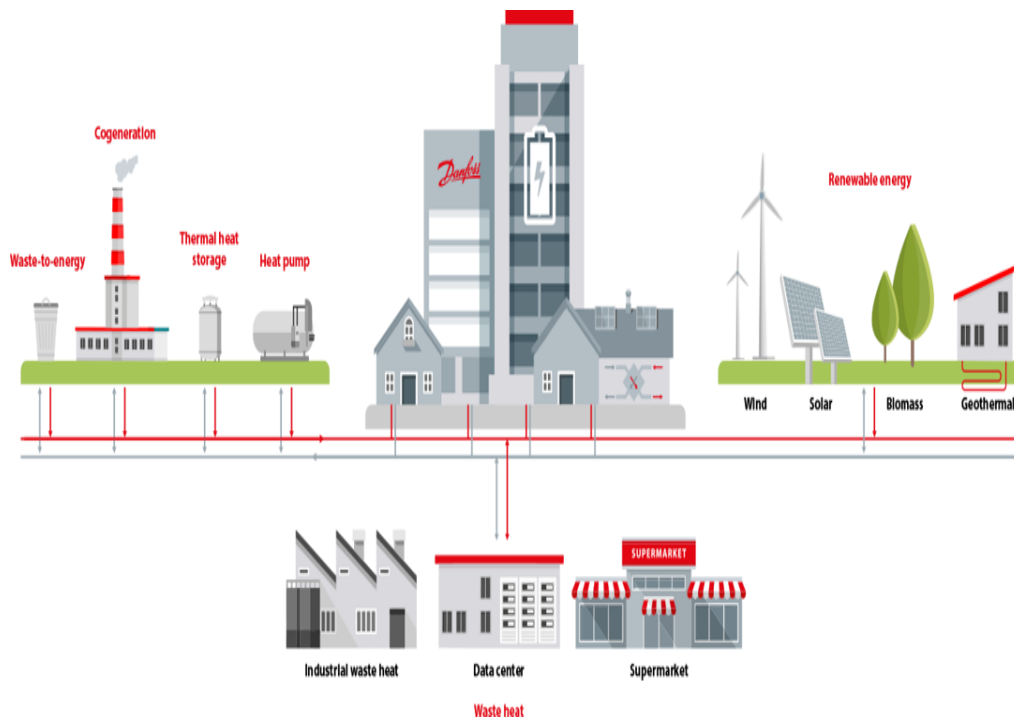 Cogeneration
Waste-to-energy
Thermal heat
storage
Heat pump
Danfoss
Renewable energy
Wind
Solar
Biomass
Geothermal
SUPERMARKET
Industrial waste heat
Data center
Supermarket
Waste heat